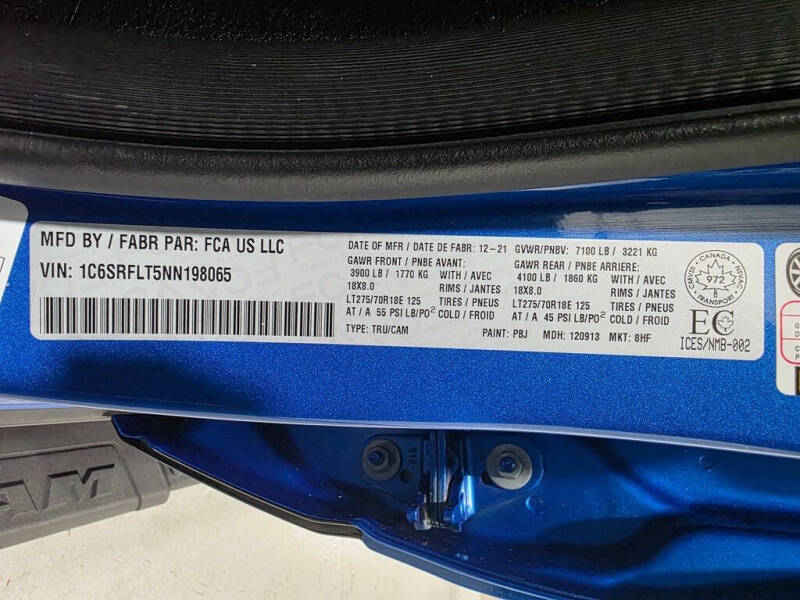 MFD BY / FABR PAR: FCA US LLC
VIN: 1C6SRFLT5NN198065
DATE OF MFR / DATE DE FABR: 12-21 GVWR/PNBV: 7100 LB / 3221 KG
GAWR FRONT / PNBE AVANT:
3900 LB / 1770 KG WITH / AVEC
18X8.0 RIMS / JANTES
LT275/70R18E 125 TIRES / PNEUS
AT / A 55 PSI LB/PO² COLD / FROID
GAWR REAR / PNBE ARRIERE:
4100 LB / 1860 KG WITH / AVEC
18X8.0 RIMS / JANTES
LT275/70R18E 125 TIRES / PNEUS
AT / A 45 PSI LB/PO² COLD / FROID
TYPE: TRU/CAM PAINT: PBJ MDH: 120913 MKT: 8HF
CANADA
CMVSS
NSVAC
972
TRANSPORT
EC
ICES/NMB-002
AM